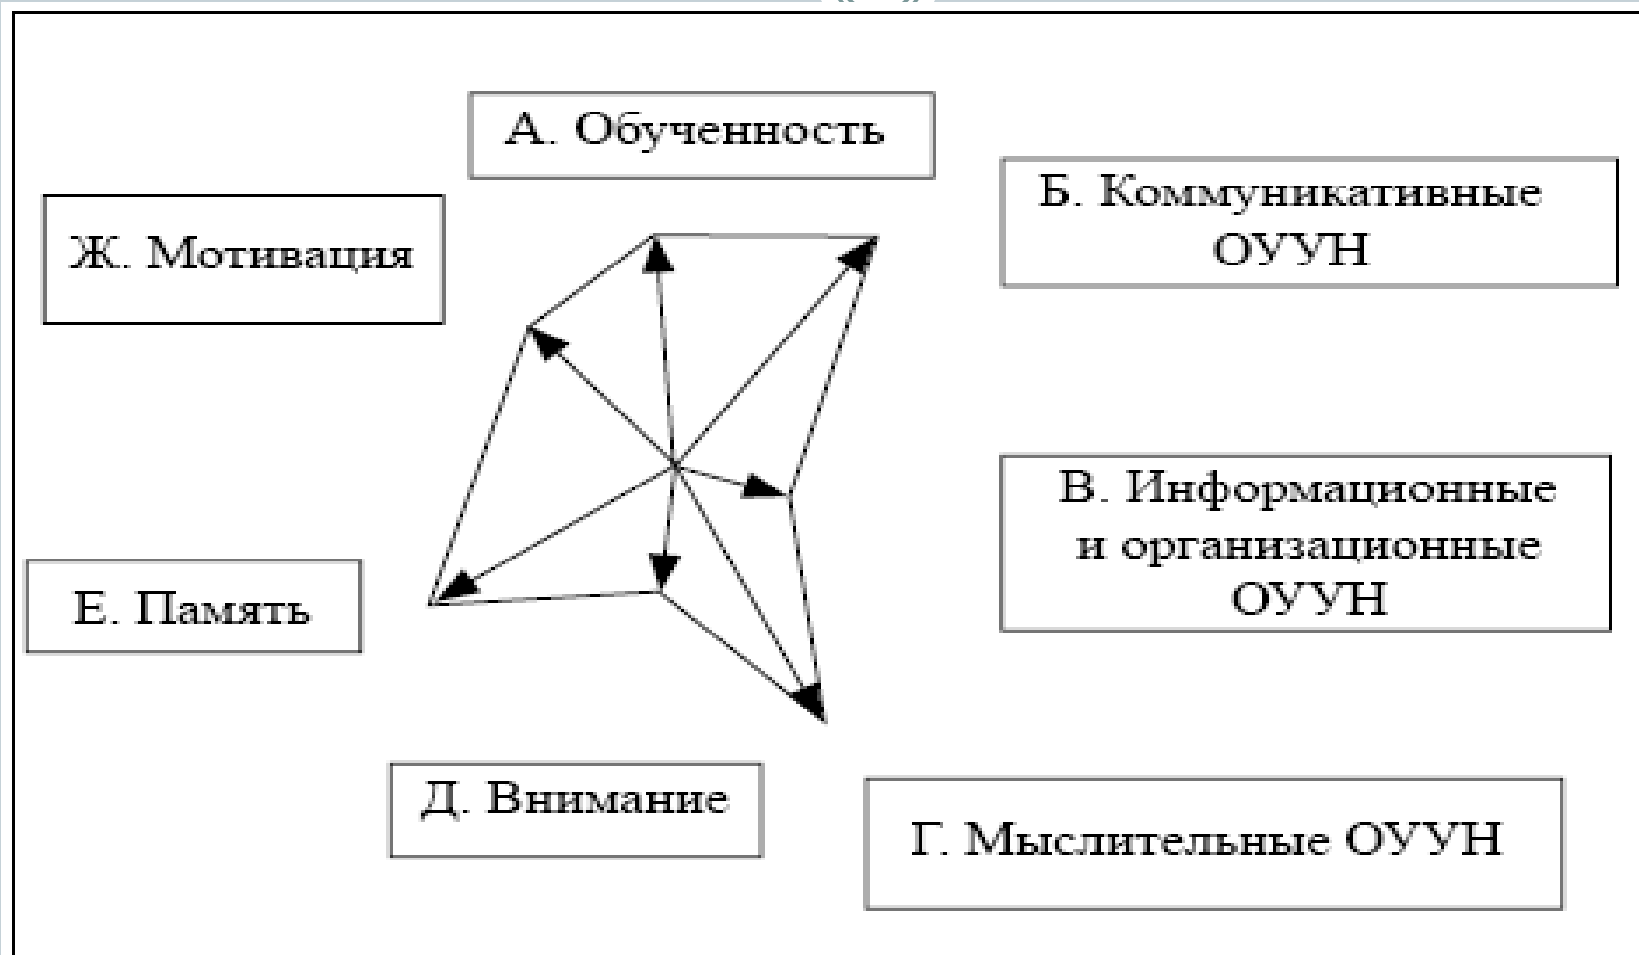 А. Обученность
Б. Коммуникативные
ОУУН
Ж. Мотивация
В. Информационные
и организационные
ОУУН
Е. Память
Д. Внимание
Г. Мыслительные ОУУН